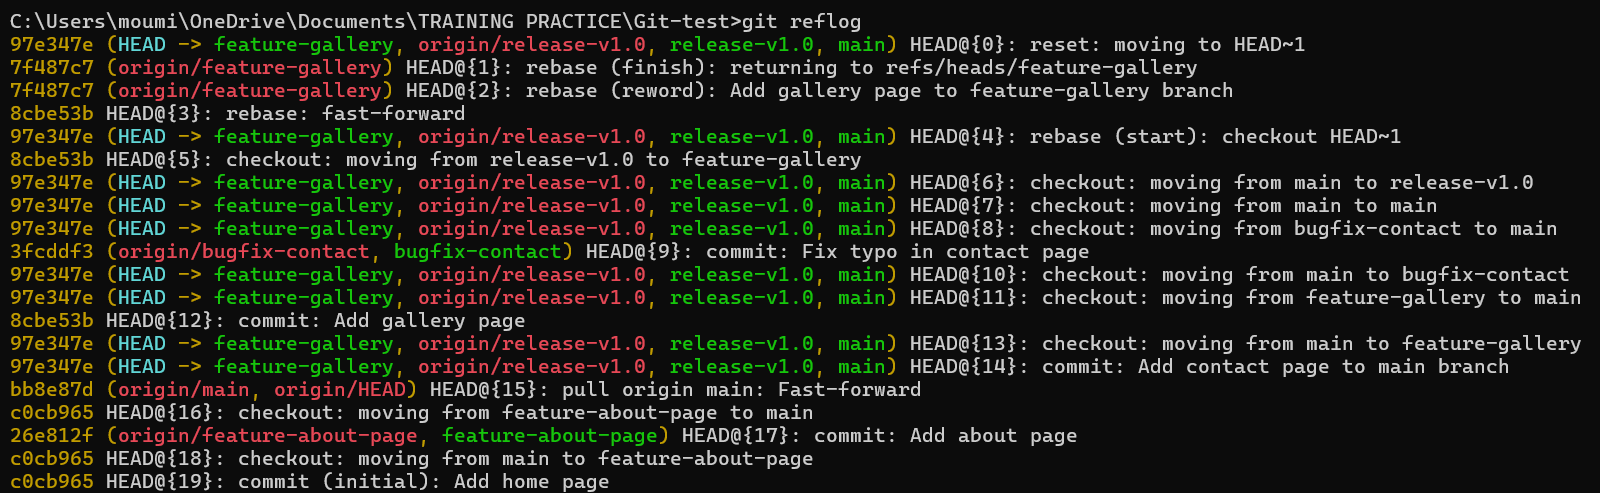 C:\Users\moumi\OneDrive\Documents\TRAINING PRACTICE\Git-test>git reflog
97e347e (HEAD -> feature-gallery, origin/release-v1.0, release-v1.0, main) HEAD@{0}: reset: moving to HEAD~1
7f487c7 (origin/feature-gallery) HEAD@{1}: rebase (finish): returning to refs/heads/feature-gallery
7f487c7 (origin/feature-gallery) HEAD@{2}: rebase (reword): Add gallery page to feature-gallery branch
8cbe53b HEAD@{3}: rebase: fast-forward
97e347e (HEAD -> feature-gallery, origin/release-v1.0, release-v1.0, main) HEAD@{4}: rebase (start): checkout HEAD~1
8cbe53b HEAD@{5}: checkout: moving from release-v1.0 to feature-gallery
97e347e (HEAD -> feature-gallery, origin/release-v1.0, release-v1.0, main) HEAD@{6}: checkout: moving from main to release-v1.0
97e347e (HEAD -> feature-gallery, origin/release-v1.0, release-v1.0, main) HEAD@{7}: checkout: moving from main to main
97e347e (HEAD -> feature-gallery, origin/release-v1.0, release-v1.0, main) HEAD@{8}: checkout: moving from bugfix-contact to main
3fcddf3 (origin/bugfix-contact, bugfix-contact) HEAD@{9}: commit: Fix typo in contact page
97e347e (HEAD -> feature-gallery, origin/release-v1.0, release-v1.0, main) HEAD@{10}: checkout: moving from main to bugfix-contact
97e347e (HEAD -> feature-gallery, origin/release-v1.0, release-v1.0, main) HEAD@{11}: checkout: moving from feature-gallery to main
8cbe53b HEAD@{12}: commit: Add gallery page
97e347e (HEAD -> feature-gallery, origin/release-v1.0, release-v1.0, main) HEAD@{13}: checkout: moving from main to feature-gallery
97e347e (HEAD -> feature-gallery, origin/release-v1.0, release-v1.0, main) HEAD@{14}: commit: Add contact page to main branch
bb8e87d (origin/main, origin/HEAD) HEAD@{15}: pull origin main: Fast-forward
c0cb965 HEAD@{16}: checkout: moving from feature-about-page to main
26e812f (origin/feature-about-page, feature-about-page) HEAD@{17}: commit: Add about page
c0cb965 HEAD@{18}: checkout: moving from main to feature-about-page
c0cb965 HEAD@{19}: commit (initial): Add home page